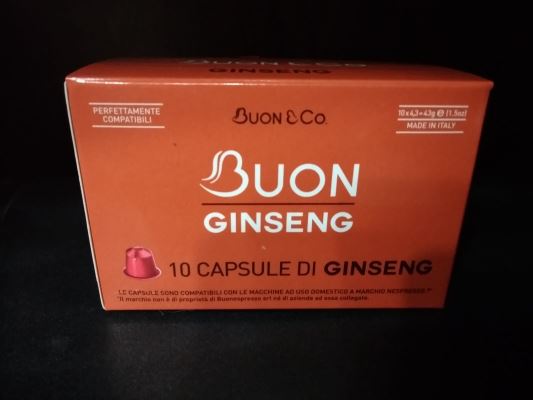 GINSENG
PERFETTAMENTE
COMPATIBILI
BUON & CO.
10x4,3=43g e (1.5oz)
MADE IN ITALY
BUON
GINSENG
10 CAPSULE DI GINSENG
LE CAPSULE SONO COMPATIBILI CON LE MACCHINE AD USO DOMESTICO A MARCHIO NESPRESSO.®*
*Il marchio non è di proprietà di Buonespresso srl né di aziende ad essa collegate.